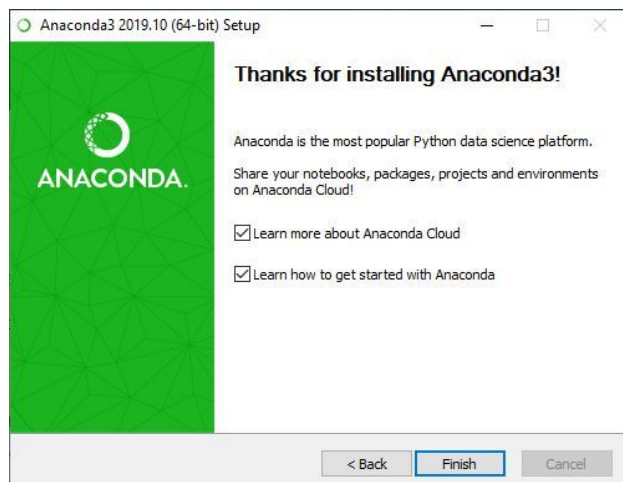 Anaconda3 2019.10 (64-bit) Setup
Thanks for installing Anaconda3!
ANACONDA.
Anaconda is the most popular Python data science platform.
Share your notebooks, packages, projects and environments
on Anaconda Cloud!
Learn more about Anaconda Cloud
Learn how to get started with Anaconda
< Back
Finish
Cancel